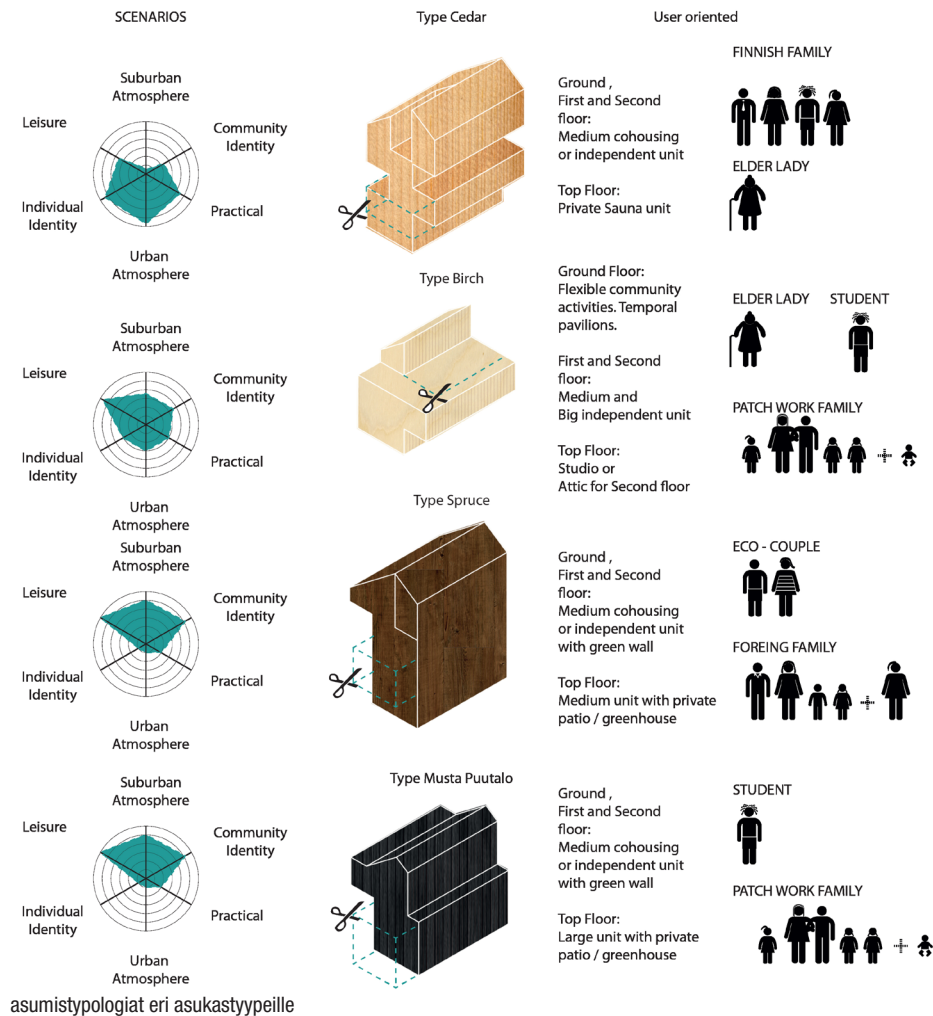 SCENARIOS
Type Cedar
User oriented
Suburban
Atmosphere
Leisure
Community
Identity
Individual
Identity
Practical
Urban
Atmosphere
Ground ,
First and Second
floor:
Medium cohousing
or independent unit
Top Floor:
Private Sauna unit
FINNISH FAMILY
ELDER LADY
Type Birch
Suburban
Atmosphere
Leisure
Community
Identity
Individual
Identity
Practical
Urban
Atmosphere
Ground Floor:
Flexible community
activities. Temporal
pavilions.
First and Second
floor:
Medium and
Big independent unit
Top Floor:
Studio or
Attic for Second floor
ELDER LADY
STUDENT
PATCH WORK FAMILY
Type Spruce
Suburban
Atmosphere
Leisure
Community
Identity
Individual
Identity
Practical
Urban
Atmosphere
Ground ,
First and Second
floor:
Medium cohousing
or independent unit
with green wall
Top Floor:
Medium unit with private
patio / greenhouse
ECO - COUPLE
FOREING FAMILY
Type Musta Puutalo
Suburban
Atmosphere
Leisure
Community
Identity
Individual
Identity
Practical
Urban
Atmosphere
Ground ,
First and Second
floor:
Medium cohousing
or independent unit
with green wall
Top Floor:
Large unit with private
patio / greenhouse
STUDENT
PATCH WORK FAMILY
asumistypologiat eri asukastyypeille